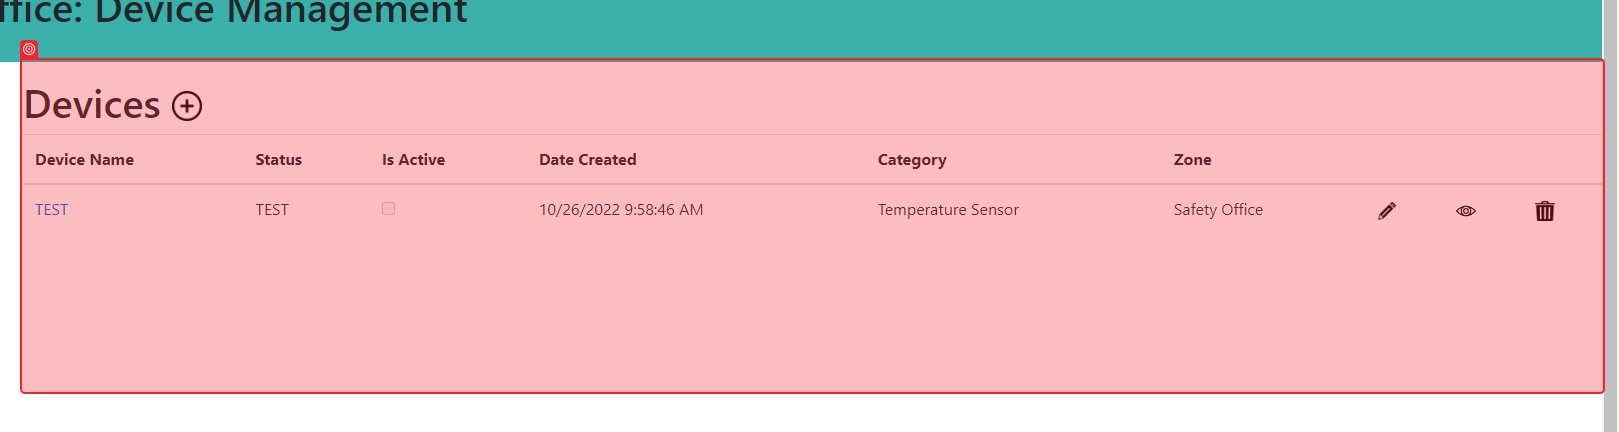 ffice: Device Management
Devices
Device Name Status Is Active Date Created Category Zone
TEST TEST 10/26/2022 9:58:46 AM Temperature Sensor Safety Office